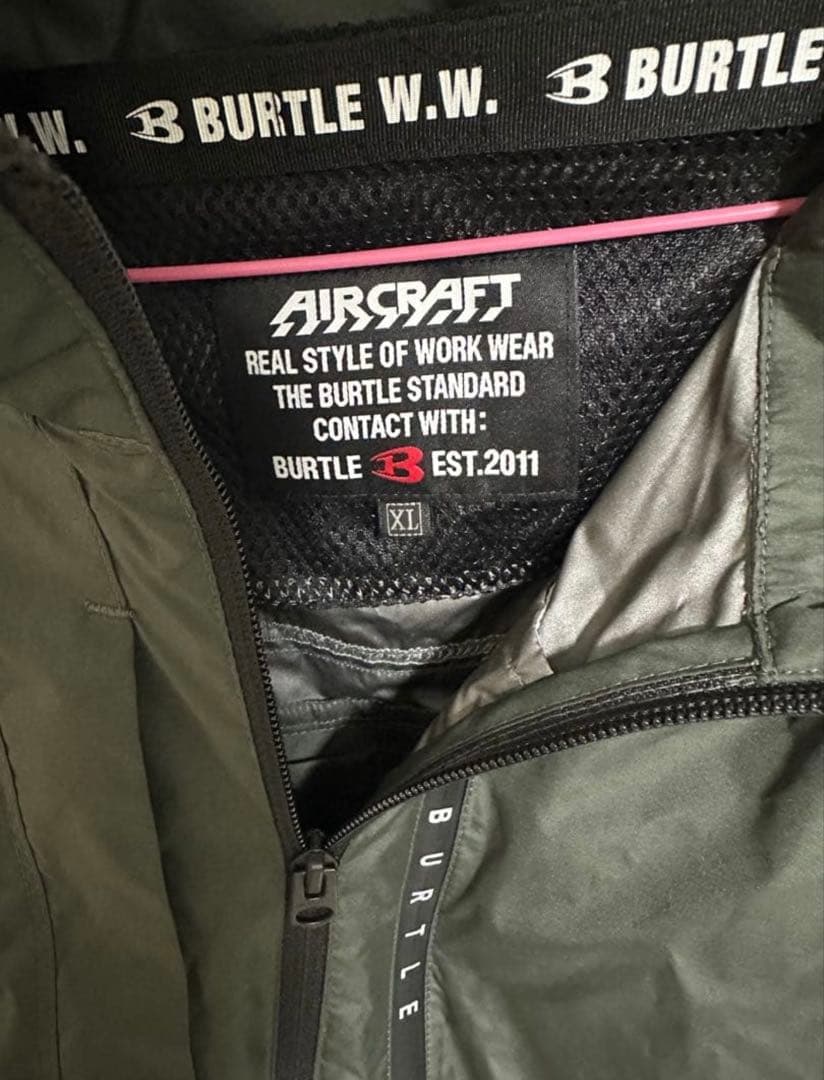 W.W. B BURTLE W.W. B BURTLE
AIRCRAFT
REAL STYLE OF WORK WEAR
THE BURTLE STANDARD
CONTACT WITH:
BURTLE B EST.2011
XL
BURTLE